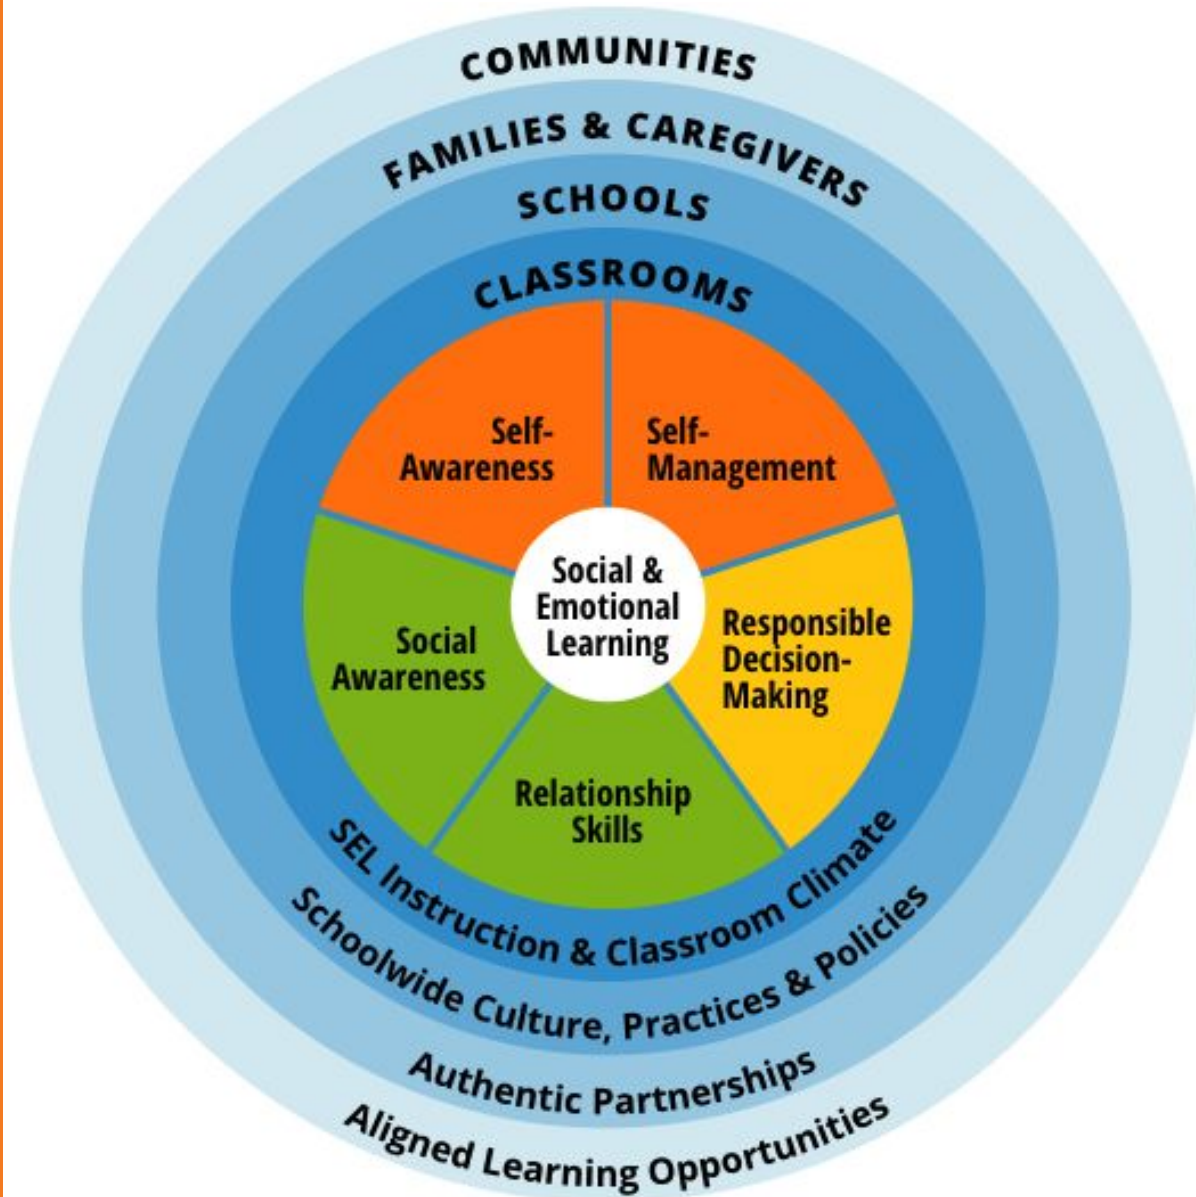 COMMUNITIES
FAMILIES & CAREGIVERS
SCHOOLS
CLASSROOMS
Self-
Awareness
Self-
Management
Social &
Emotional
Learning
Social
Awareness
Responsible
Decision-
Making
Relationship
Skills
SEL Instruction & Classroom Climate
Schoolwide Culture, Practices & Policies
Authentic Partnerships
Aligned Learning Opportunities